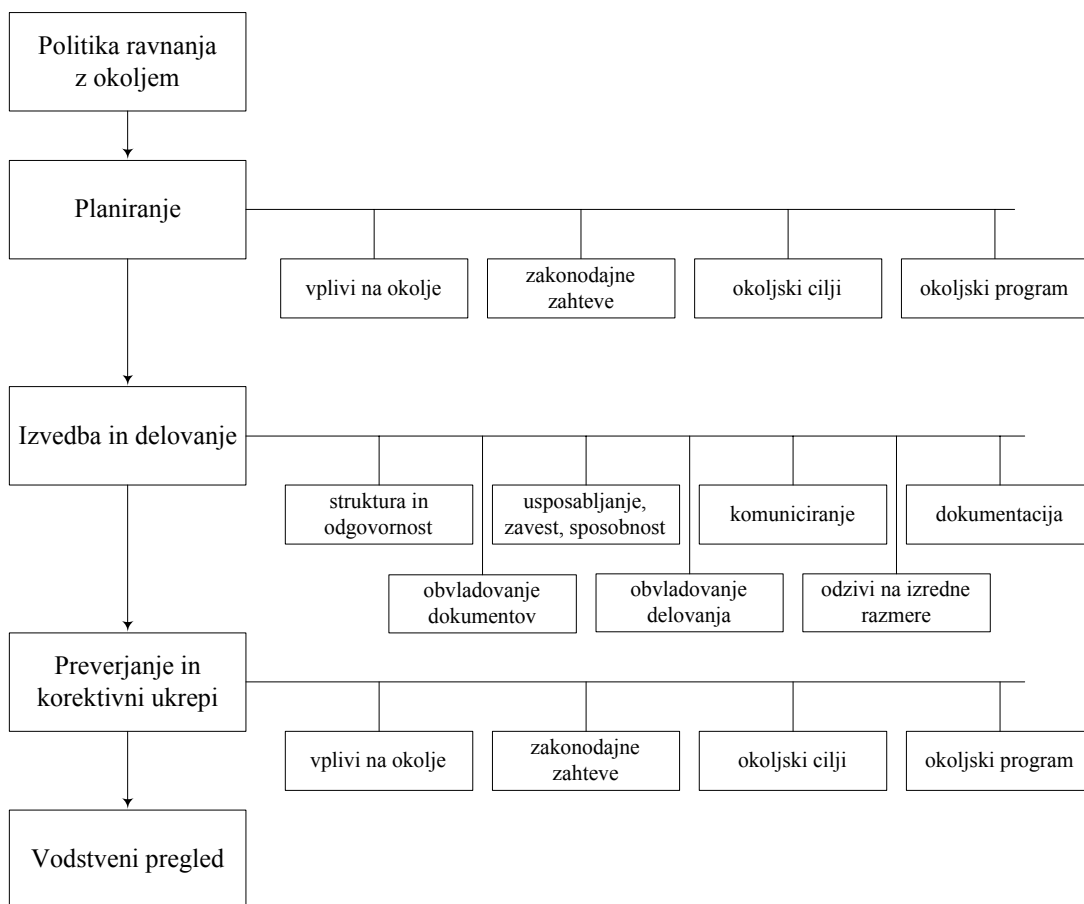 Politika ravnanja
z okoljem
Planiranje
vplivi na okolje
zakonodajne
zahteve
okoljski cilji
okoljski program
Izvedba in delovanje
struktura in
odgovornost
usposabljanje,
zavest, sposobnost
komuniciranje
dokumentacija
obvladovanje
dokumentov
obvladovanje
delovanja
odzivi na izredne
razmere
Preverjanje in
korektivni ukrepi
vplivi na okolje
zakonodajne
zahteve
okoljski cilji
okoljski program
Vodstveni pregled